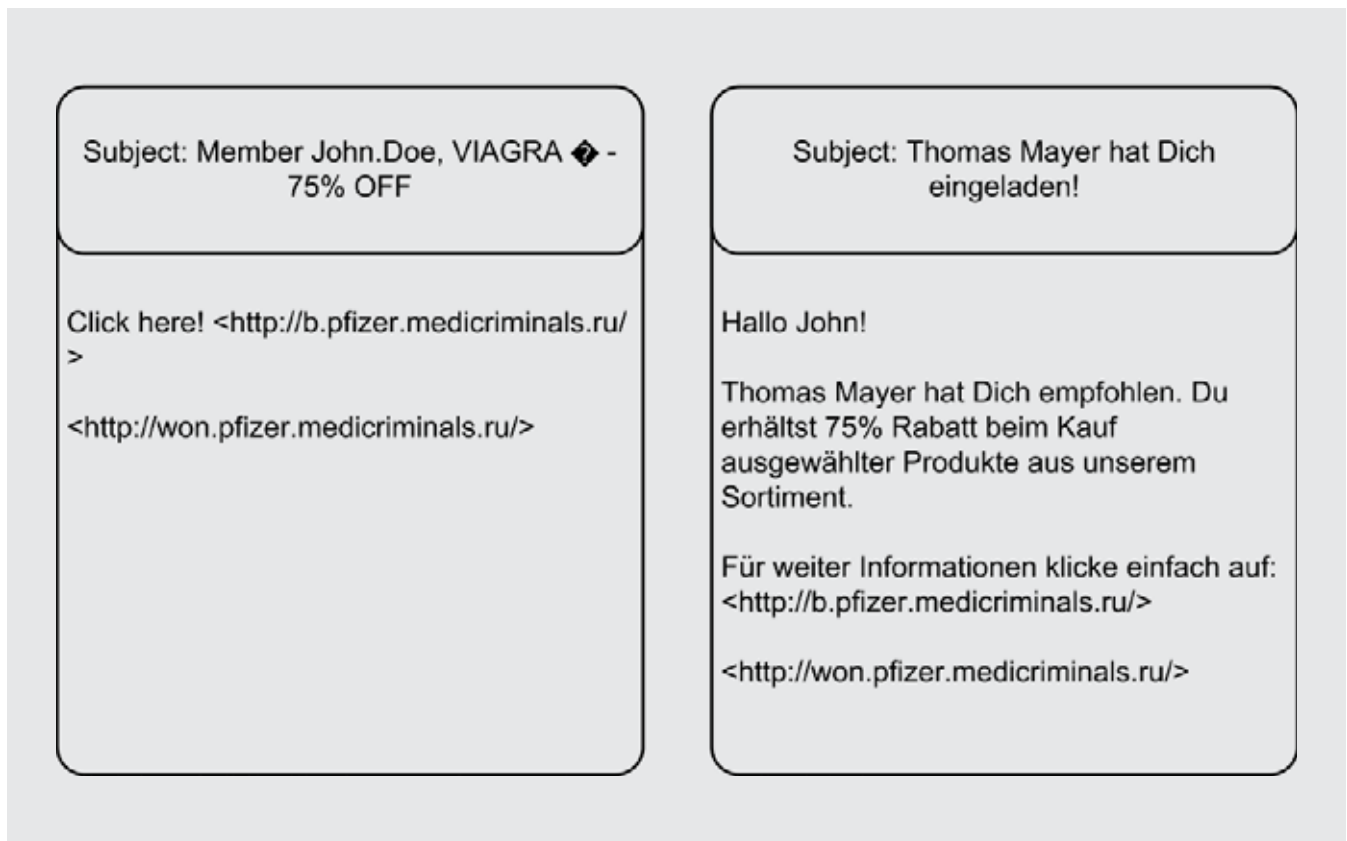 Subject: Member John.Doe, VIAGRA � -
75% OFF
Click here! <http://b.pfizer.medicriminals.ru/
>
<http://won.pfizer.medicriminals.ru/>
Subject: Thomas Mayer hat Dich
eingeladen!
Hallo John!
Thomas Mayer hat Dich empfohlen. Du
erhältst 75% Rabatt beim Kauf
ausgewählter Produkte aus unserem
Sortiment.
Für weiter Informationen klicke einfach auf:
<http://b.pfizer.medicriminals.ru/>
<http://won.pfizer.medicriminals.ru/>